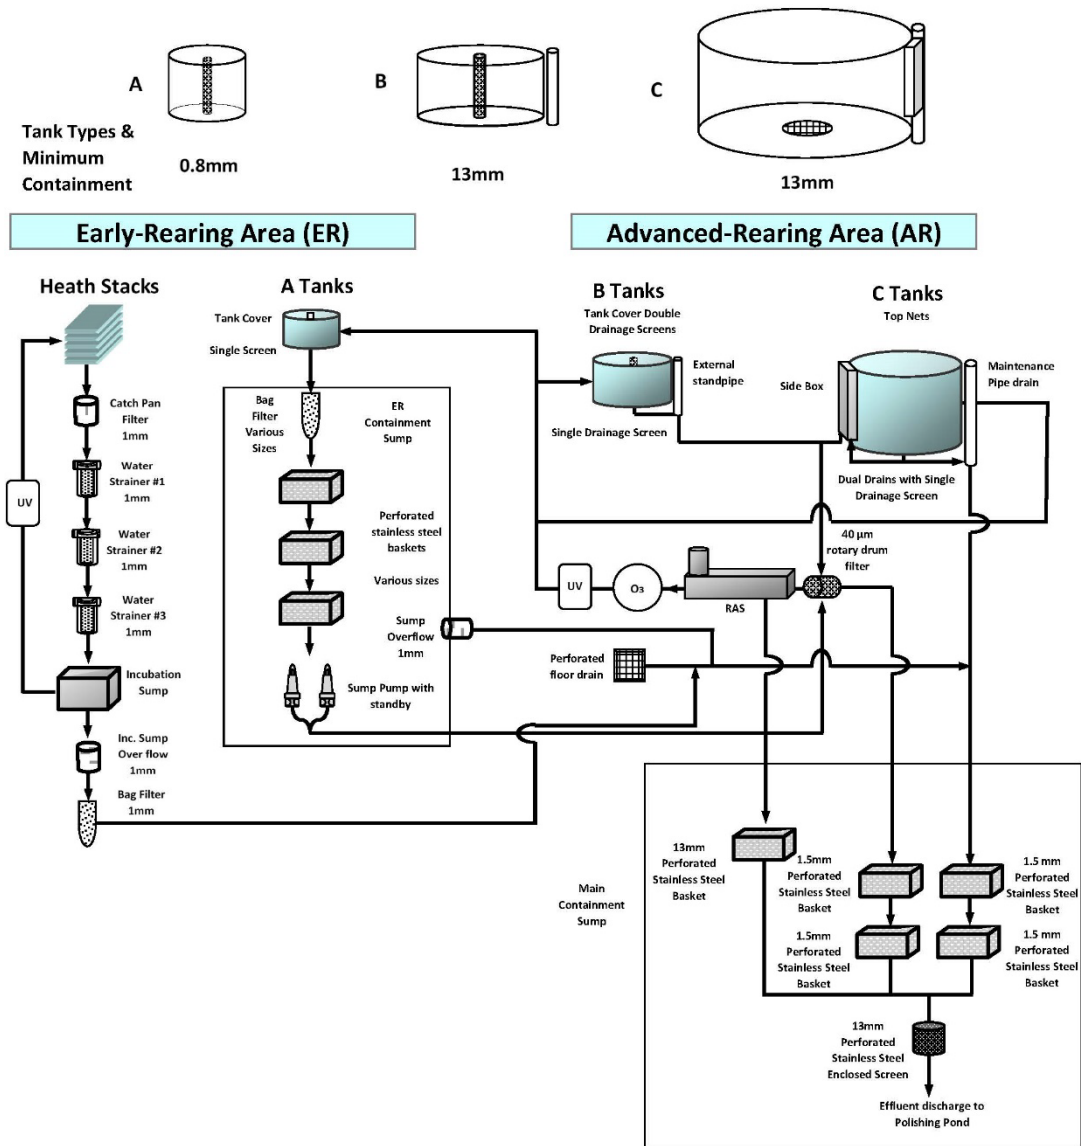 A
B
C
Tank Types &
Minimum
Containment
0.8mm
13mm
13mm
Early-Rearing Area (ER)
Advanced-Rearing Area (AR)
Heath Stacks
A Tanks
B Tanks
C Tanks
Tank Cover
Single Screen
Tank Cover Double
Drainage Screens
Top Nets
External
standpipe
Side Box
Maintenance
Pipe drain
Single Drainage Screen
Dual Drains with Single
Drainage Screen
Catch Pan
Filter
1mm
Water
Strainer #1
1mm
Water
Strainer #2
1mm
Water
Strainer #3
1mm
UV
Incubation
Sump
Inc. Sump
Over flow
1mm
Bag Filter
1mm
Bag
Filter
Various
Sizes
ER
Containment
Sump
Perforated
stainless steel
baskets
Various sizes
Sump Pump with
standby
Sump
Overflow
1mm
Perforated
floor drain
UV
O₃
RAS
40 µm
rotary drum
filter
Main
Containment
Sump
13mm
Perforated
Stainless Steel
Basket
1.5mm
Perforated
Stainless Steel
Basket
1.5mm
Perforated
Stainless Steel
Basket
1.5 mm
Perforated
Stainless Steel
Basket
1.5 mm
Perforated
Stainless Steel
Basket
13mm
Perforated
Stainless Steel
Enclosed Screen
Effluent discharge to
Polishing Pond